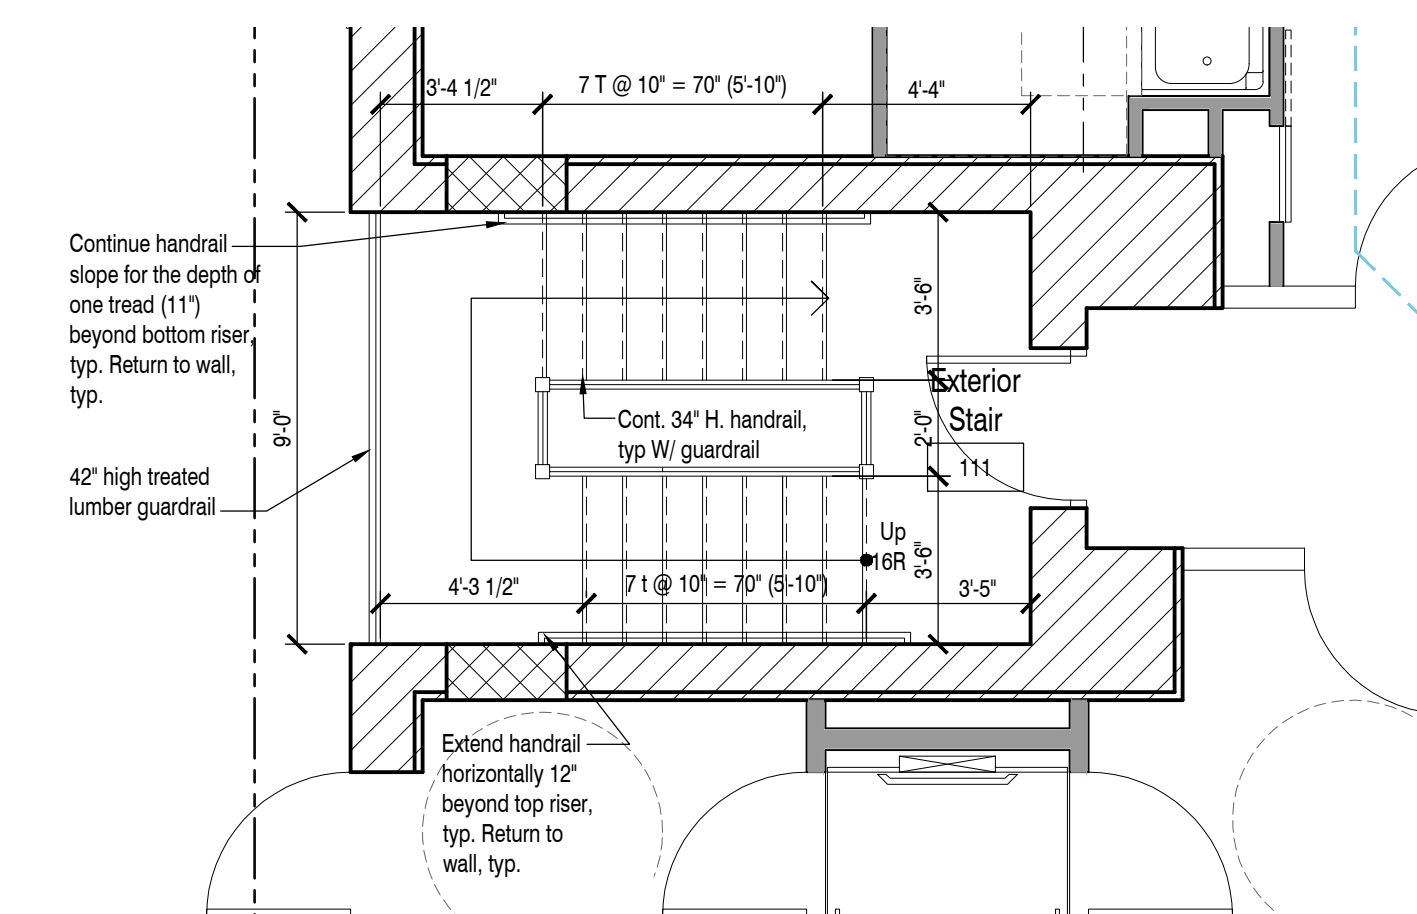 3'-4 1/2"
7 T @ 10" = 70" (5'-10")
4'-4"
Continue handrail
slope for the depth of
one tread (11")
beyond bottom riser,
typ. Return to wall,
typ.
9'-0"
42" high treated
lumber guardrail
3'-6"
Cont. 34" H. handrail,
typ W/ guardrail
2'-0"
Exterior
Stair
111
Up
16R
3'-6"
4'-3 1/2"
7 t @ 10" = 70" (5'-10")
3'-5"
Extend handrail
horizontally 12"
beyond top riser,
typ. Return to
wall, typ.